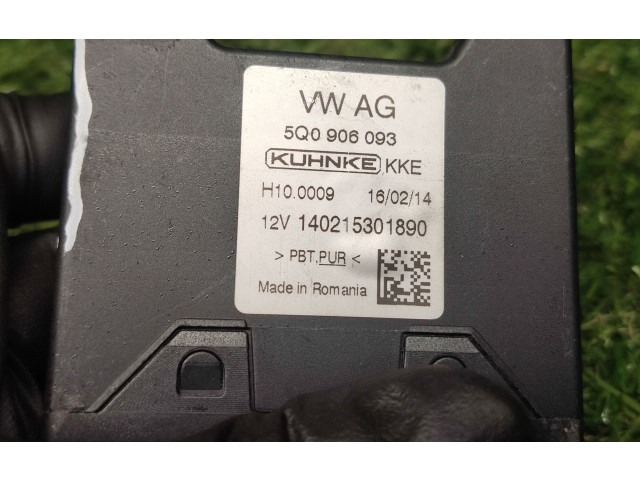 VW AG
5Q0 906 093
KUHNKE KKE
H10.0009 16/02/14
12V 140215301890
> PBT.PUR <
Made in Romania